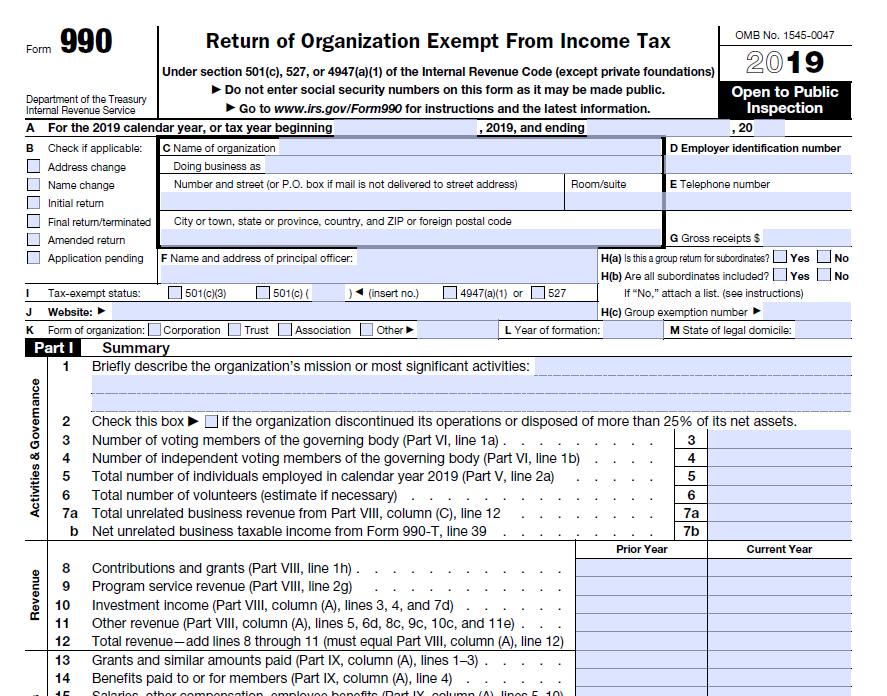 Form 990
Return of Organization Exempt From Income Tax
Under section 501(c), 527, or 4947(a)(1) of the Internal Revenue Code (except private foundations)
▶ Do not enter social security numbers on this form as it may be made public.
▶ Go to www.irs.gov/Form990 for instructions and the latest information.
Department of the Treasury
Internal Revenue Service
OMB No. 1545-0047
2019
Open to Public
Inspection
A For the 2019 calendar year, or tax year beginning , 2019, and ending , 20
B Check if applicable:
Address change
Name change
Initial return
Final return/terminated
Amended return
Application pending
C Name of organization
Doing business as
Number and street (or P.O. box if mail is not delivered to street address) Room/suite
City or town, state or province, country, and ZIP or foreign postal code
D Employer identification number
E Telephone number
G Gross receipts $
F Name and address of principal officer:
H(a) Is this a group return for subordinates? Yes No
H(b) Are all subordinates included? Yes No
If “No,” attach a list. (see instructions)
I Tax-exempt status: 501(c)(3) 501(c) ( ) ◀ (insert no.) 4947(a)(1) or 527
J Website: ▶
H(c) Group exemption number ▶
K Form of organization: Corporation Trust Association Other ▶ L Year of formation: M State of legal domicile:
Part I Summary
Activities & Governance
1 Briefly describe the organization’s mission or most significant activities:
2 Check this box ▶ if the organization discontinued its operations or disposed of more than 25% of its net assets.
3 Number of voting members of the governing body (Part VI, line 1a) . . . . . . . . . 3
4 Number of independent voting members of the governing body (Part VI, line 1b) . . . . 4
5 Total number of individuals employed in calendar year 2019 (Part V, line 2a) . . . . . 5
6 Total number of volunteers (estimate if necessary) . . . . . . . . . . . . . . 6
7a Total unrelated business revenue from Part VIII, column (C), line 12 . . . . . . . . 7a
b Net unrelated business taxable income from Form 990-T, line 39 . . . . . . . . . 7b
Prior Year Current Year
Revenue
8 Contributions and grants (Part VIII, line 1h) . . . . . . . . . . . .
9 Program service revenue (Part VIII, line 2g) . . . . . . . . . . . .
10 Investment income (Part VIII, column (A), lines 3, 4, and 7d) . . . . . .
11 Other revenue (Part VIII, column (A), lines 5, 6d, 8c, 9c, 10c, and 11e) . . .
12 Total revenue—add lines 8 through 11 (must equal Part VIII, column (A), line 12)
13 Grants and similar amounts paid (Part IX, column (A), lines 1–3) . . . . .
14 Benefits paid to or for members (Part IX, column (A), line 4) . . . . . .
15 Salaries, other compensation, employee benefits (Part IX, column (A), lines 5–10)